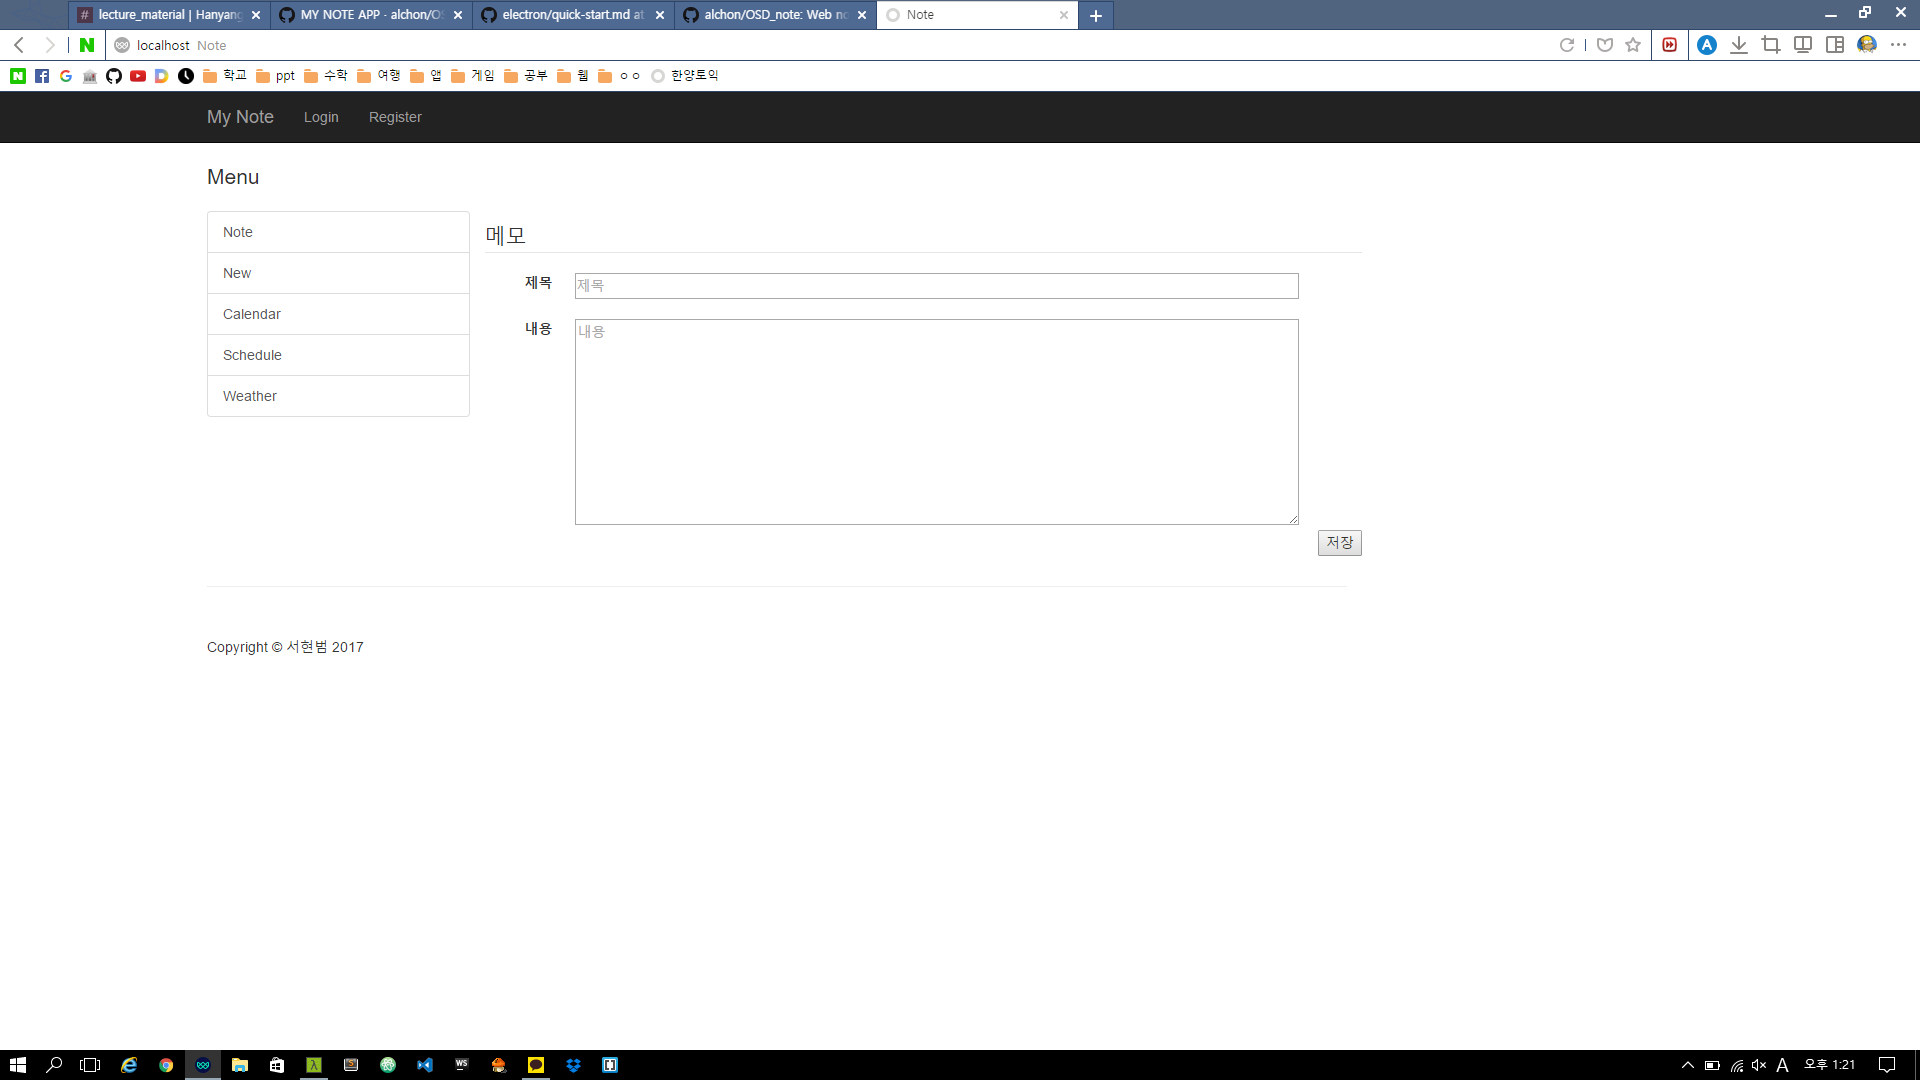 lecture_material | Hanyang
MY NOTE APP - alchon/OS
electron/quick-start.md at
alchon/OSD_note: Web no
Note
localhost Note
학교 ppt 수학 여행 앱 게임 공부 웹 ㅇㅇ 한양토익
My Note Login Register
Menu
Note
New
Calendar
Schedule
Weather
메모
제목 제목
내용 내용
저장
Copyright © 서현범 2017
A 오후 1:21